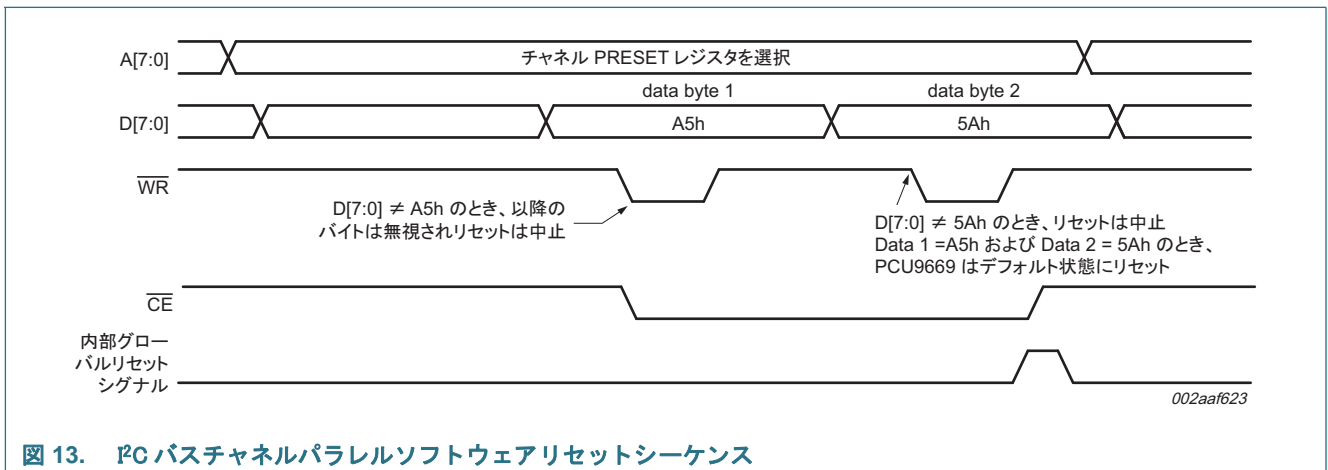 A[7:0]
チャネル PRESET レジスタを選択
data byte 1
data byte 2
D[7:0]
A5h
5Ah
WR
D[7:0] ≠ A5h のとき、以降の
バイトは無視されリセットは中止
D[7:0] ≠ 5Ah のとき、リセットは中止
Data 1 =A5h および Data 2 = 5Ah のとき、
PCU9669 はデフォルト状態にリセット
CE
内部グロー
バルリセット
シグナル
002aaf623
図 13. I²C バスチャネルパラレルソフトウェアリセットシーケンス